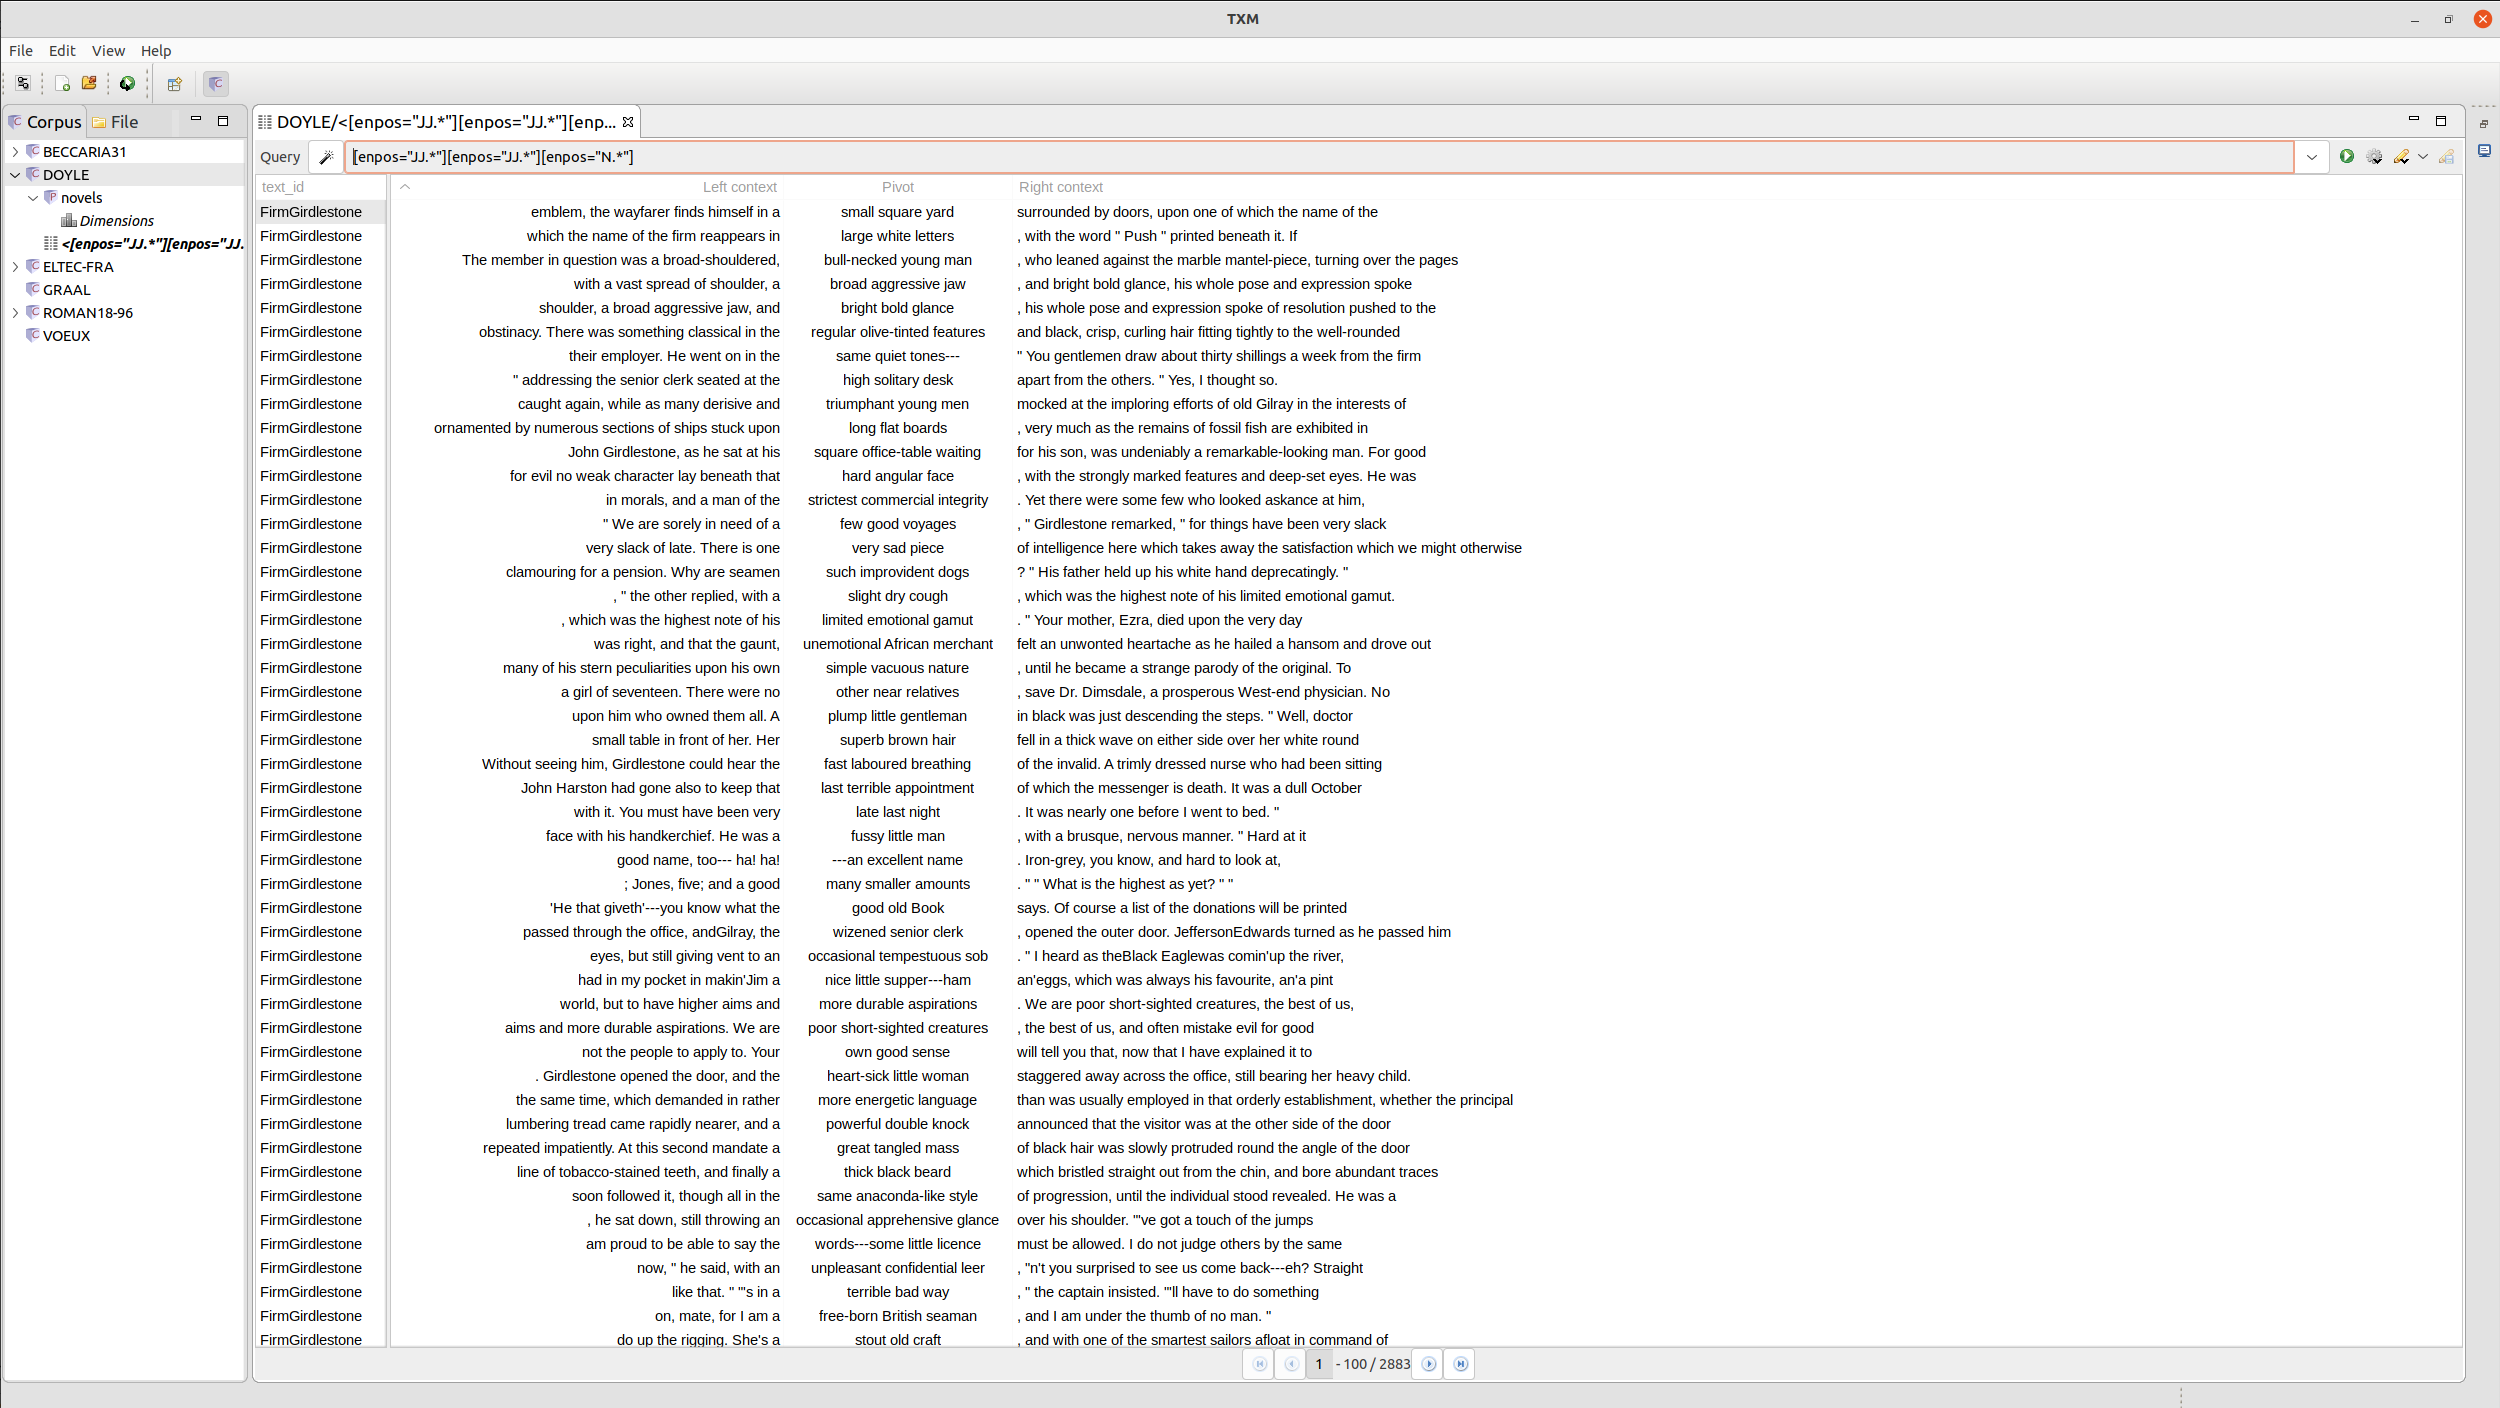 TXM
File Edit View Help
Corpus File
BECCARIA31
DOYLE
novels
Dimensions
<[enpos="JJ.*"][enpos="JJ.
ELTEC-FRA
GRAAL
ROMAN18-96
VOEUX
DOYLE/<[enpos="JJ.*"][enpos="JJ.*"][enp...
Query [enpos="JJ.*"][enpos="JJ.*"][enpos="N.*"]
text_id Left context Pivot Right context
FirmGirdlestone emblem, the wayfarer finds himself in a small square yard surrounded by doors, upon one of which the name of the
FirmGirdlestone which the name of the firm reappears in large white letters , with the word " Push " printed beneath it. If
FirmGirdlestone The member in question was a broad-shouldered, bull-necked young man , who leaned against the marble mantel-piece, turning over the pages
FirmGirdlestone with a vast spread of shoulder, a broad aggressive jaw , and bright bold glance, his whole pose and expression spoke
FirmGirdlestone shoulder, a broad aggressive jaw, and bright bold glance , his whole pose and expression spoke of resolution pushed to the
FirmGirdlestone obstinacy. There was something classical in the regular olive-tinted features and black, crisp, curling hair fitting tightly to the well-rounded
FirmGirdlestone their employer. He went on in the same quiet tones--- " You gentlemen draw about thirty shillings a week from the firm
FirmGirdlestone " addressing the senior clerk seated at the high solitary desk apart from the others. " Yes, I thought so.
FirmGirdlestone caught again, while as many derisive and triumphant young men mocked at the imploring efforts of old Gilray in the interests of
FirmGirdlestone ornamented by numerous sections of ships stuck upon long flat boards , very much as the remains of fossil fish are exhibited in
FirmGirdlestone John Girdlestone, as he sat at his square office-table waiting for his son, was undeniably a remarkable-looking man. For good
FirmGirdlestone for evil no weak character lay beneath that hard angular face , with the strongly marked features and deep-set eyes. He was
FirmGirdlestone in morals, and a man of the strictest commercial integrity . Yet there were some few who looked askance at him,
FirmGirdlestone " We are sorely in need of a few good voyages , " Girdlestone remarked, " for things have been very slack
FirmGirdlestone very slack of late. There is one very sad piece of intelligence here which takes away the satisfaction which we might otherwise
FirmGirdlestone clamouring for a pension. Why are seamen such improvident dogs ? " His father held up his white hand deprecatingly. "
FirmGirdlestone , " the other replied, with a slight dry cough , which was the highest note of his limited emotional gamut.
FirmGirdlestone , which was the highest note of his limited emotional gamut . " Your mother, Ezra, died upon the very day
FirmGirdlestone was right, and that the gaunt, unemotional African merchant felt an unwonted heartache as he hailed a hansom and drove out
FirmGirdlestone many of his stern peculiarities upon his own simple vacuous nature , until he became a strange parody of the original. To
FirmGirdlestone a girl of seventeen. There were no other near relatives , save Dr. Dimsdale, a prosperous West-end physician. No
FirmGirdlestone upon him who owned them all. A plump little gentleman in black was just descending the steps. " Well, doctor
FirmGirdlestone small table in front of her. Her superb brown hair fell in a thick wave on either side over her white round
FirmGirdlestone Without seeing him, Girdlestone could hear the fast laboured breathing of the invalid. A trimly dressed nurse who had been sitting
FirmGirdlestone John Harston had gone also to keep that last terrible appointment of which the messenger is death. It was a dull October
FirmGirdlestone with it. You must have been very late last night . It was nearly one before I went to bed. "
FirmGirdlestone face with his handkerchief. He was a fussy little man , with a brusque, nervous manner. " Hard at it
FirmGirdlestone good name, too--- ha! ha! ---an excellent name . Iron-grey, you know, and hard to look at,
FirmGirdlestone ; Jones, five; and a good many smaller amounts . " " What is the highest as yet? " "
FirmGirdlestone 'He that giveth'---you know what the good old Book says. Of course a list of the donations will be printed
FirmGirdlestone passed through the office, andGilray, the wizened senior clerk , opened the outer door. JeffersonEdwards turned as he passed him
FirmGirdlestone eyes, but still giving vent to an occasional tempestuous sob . " I heard as theBlack Eaglewas comin'up the river,
FirmGirdlestone had in my pocket in makin'Jim a nice little supper---ham an'eggs, which was always his favourite, an'a pint
FirmGirdlestone world, but to have higher aims and more durable aspirations . We are poor short-sighted creatures, the best of us,
FirmGirdlestone aims and more durable aspirations. We are poor short-sighted creatures , the best of us, and often mistake evil for good
FirmGirdlestone not the people to apply to. Your own good sense will tell you that, now that I have explained it to
FirmGirdlestone . Girdlestone opened the door, and the heart-sick little woman staggered away across the office, still bearing her heavy child.
FirmGirdlestone the same time, which demanded in rather more energetic language than was usually employed in that orderly establishment, whether the principal
FirmGirdlestone lumbering tread came rapidly nearer, and a powerful double knock announced that the visitor was at the other side of the door
FirmGirdlestone repeated impatiently. At this second mandate a great tangled mass of black hair was slowly protruded round the angle of the door
FirmGirdlestone line of tobacco-stained teeth, and finally a thick black beard which bristled straight out from the chin, and bore abundant traces
FirmGirdlestone soon followed it, though all in the same anaconda-like style of progression, until the individual stood revealed. He was a
FirmGirdlestone , he sat down, still throwing an occasional apprehensive glance over his shoulder. "'ve got a touch of the jumps
FirmGirdlestone am proud to be able to say the words---some little licence must be allowed. I do not judge others by the same
FirmGirdlestone now, " he said, with an unpleasant confidential leer , "n't you surprised to see us come back---eh? Straight
FirmGirdlestone like that. " "'s in a terrible bad way , " the captain insisted. "'ll have to do something
FirmGirdlestone on, mate, for I am a free-born British seaman , and I am under the thumb of no man. "
FirmGirdlestone do up the rigging. She's a stout old craft , and with one of the smartest sailors afloat in command of
1 - 100 / 2883